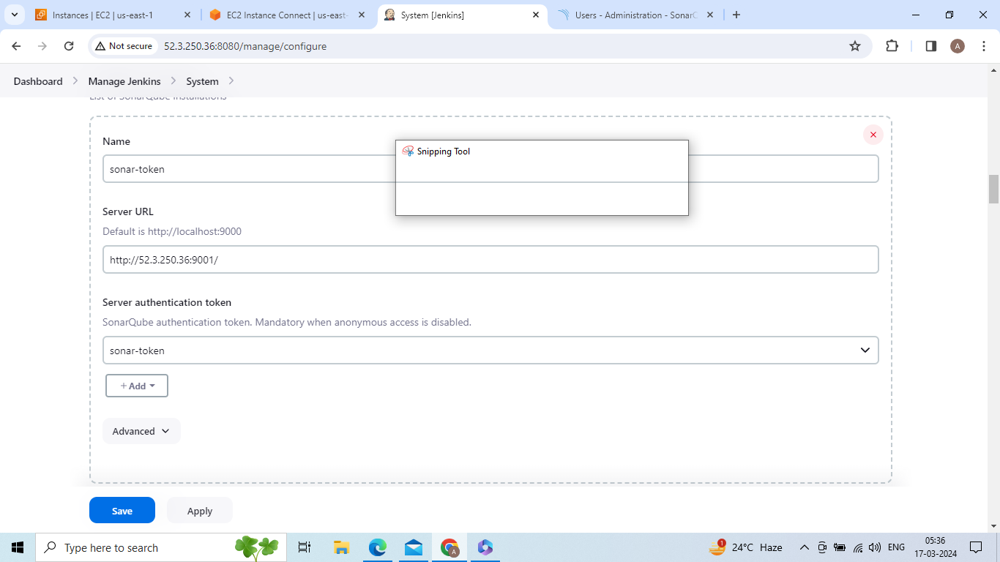 Instances | EC2 | us-east-1
EC2 Instance Connect | us-east-
System [Jenkins]
Users - Administration - SonarQ
Not secure
52.3.250.36:8080/manage/configure
A
Dashboard
Manage Jenkins
System
List of SonarQube installations
Name
Snipping Tool
sonar-token
Server URL
Default is http://localhost:9000
http://52.3.250.36:9001/
Server authentication token
SonarQube authentication token. Mandatory when anonymous access is disabled.
sonar-token
+ Add
Advanced
Save
Apply
Type here to search
A
1
24°C Haze
ENG
05:36
17-03-2024